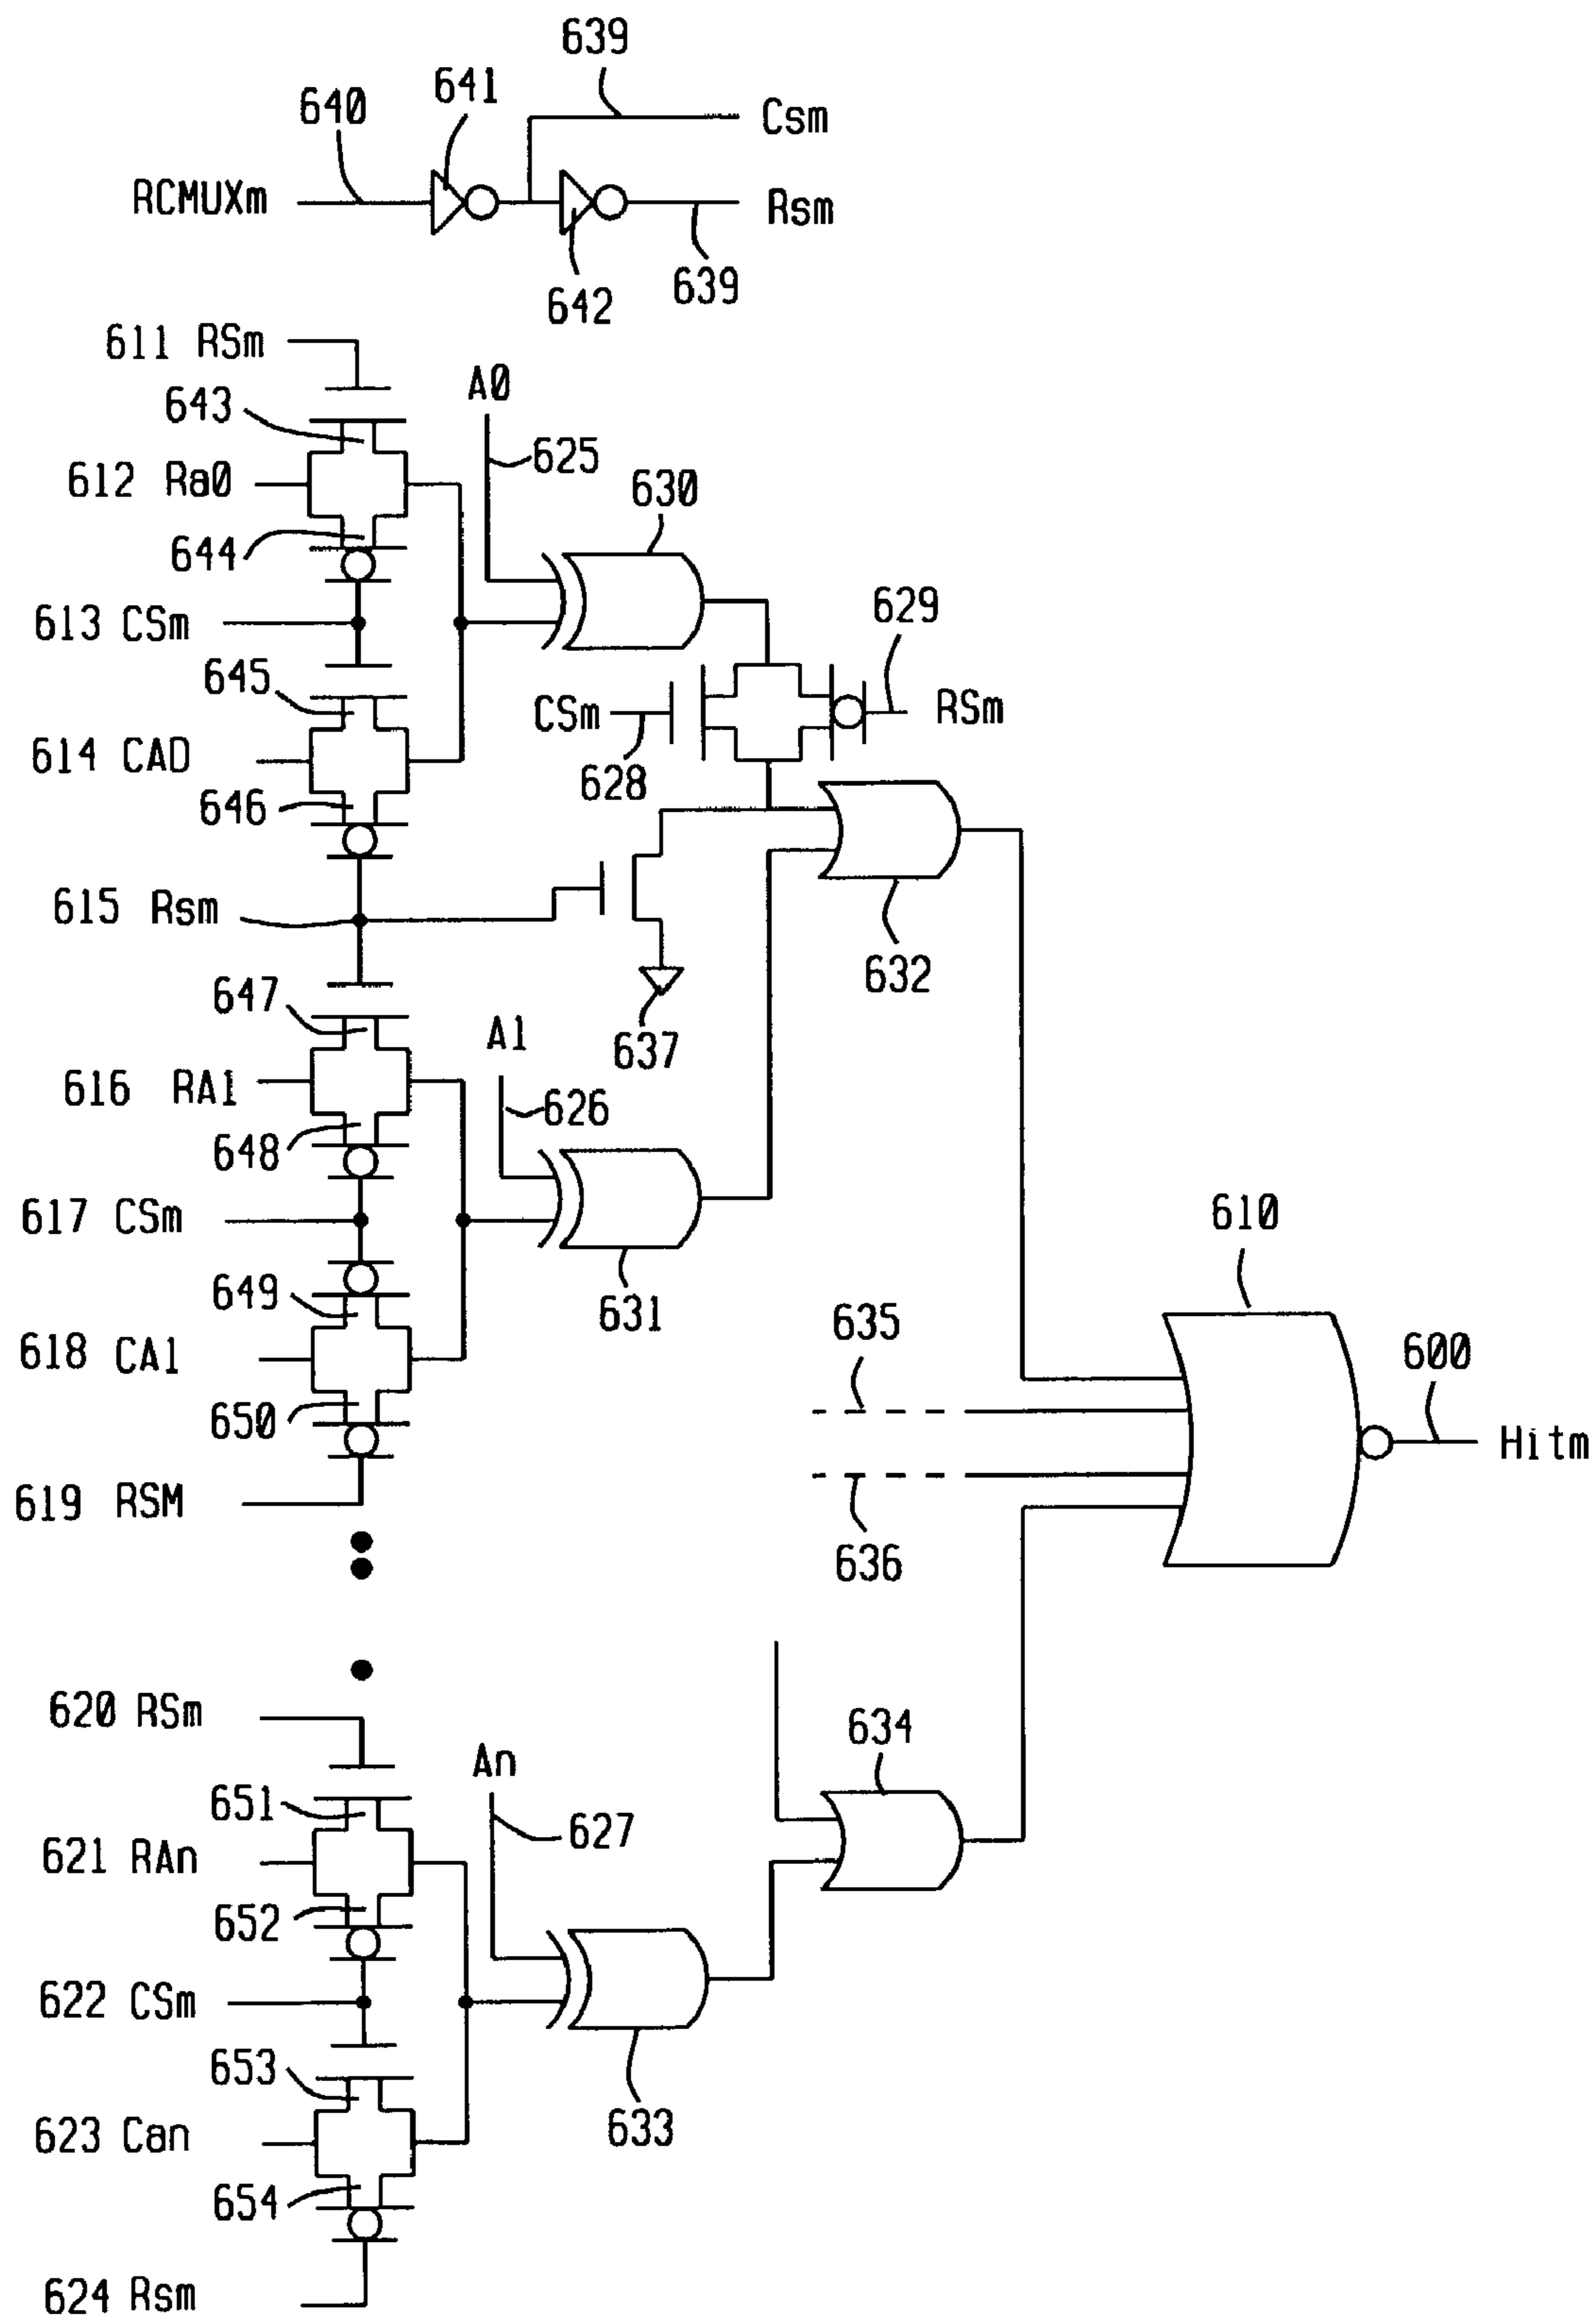 639
641
640
Csm
RCMUXm
Rsm
642
639
611 RSm
A0
643
625
612 Ra0
630
644
629
613 CSm
645
CSm
RSm
614 CAD
628
646
615 Rsm
632
647
A1
637
616 RA1
626
648
617 CSm
610
649
631
635
600
618 CA1
Hitm
650
619 RSM
636
620 RSm
634
An
651
627
621 RAn
652
622 CSm
653
633
623 Can
654
624 Rsm